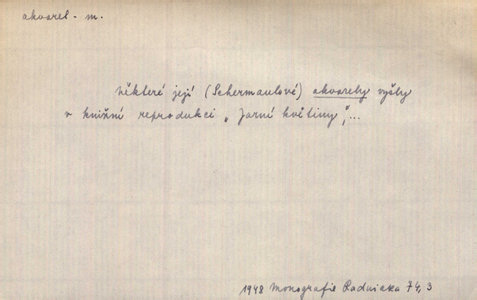 akvarel - m.
některé její (Schermaulové) akvarely vyšly
v knižní reprodukci „Jarní květiny",...
1948 Monografie Radnicka 74, 3